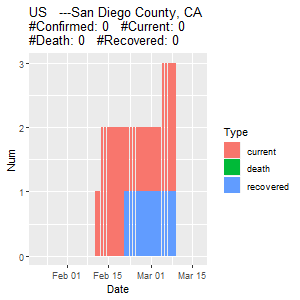 US   ---San Diego County, CA
#Confirmed: 0   #Current: 0
#Death: 0   #Recovered: 0
3
2
1
0
Num
Feb 01   Feb 15   Mar 01   Mar 15
Date
Type
current
death
recovered